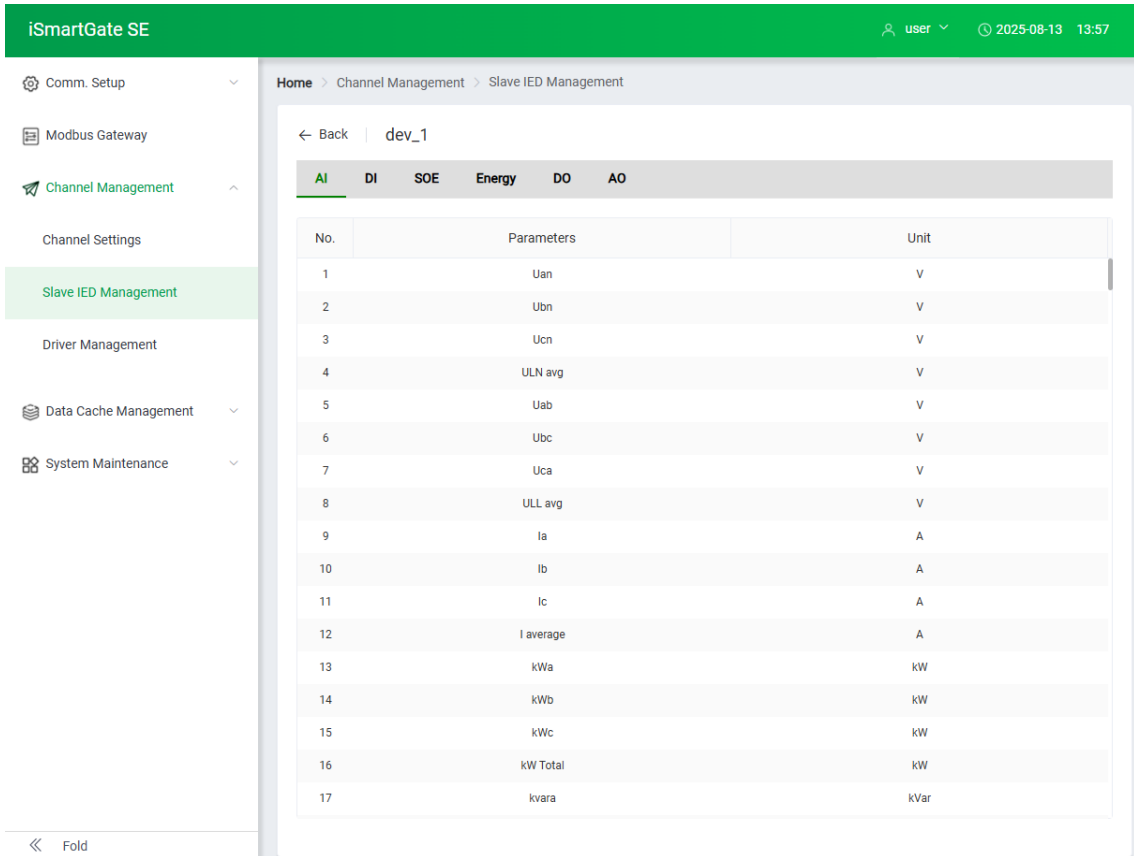 iSmartGate SE
user
2025-08-13 13:57
Comm. Setup
Modbus Gateway
Channel Management
Channel Settings
Slave IED Management
Driver Management
Data Cache Management
System Maintenance
Fold
Home > Channel Management > Slave IED Management
← Back | dev_1
AI DI SOE Energy DO AO
No. Parameters Unit
1 Uan V
2 Ubn V
3 Ucn V
4 ULN avg V
5 Uab V
6 Ubc V
7 Uca V
8 ULL avg V
9 Ia A
10 Ib A
11 Ic A
12 I average A
13 kWa kW
14 kWb kW
15 kWc kW
16 kW Total kW
17 kvara kVar